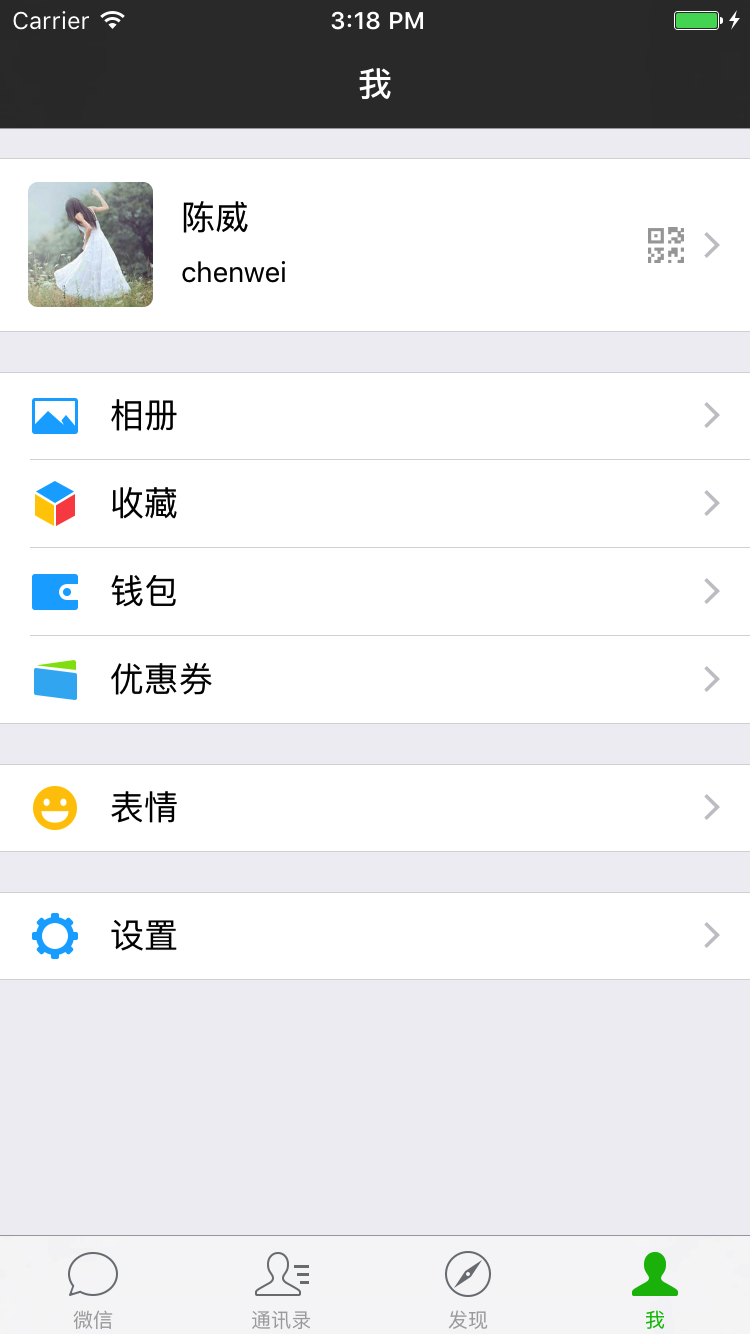 Carrier 3:18 PM
我
陈威
chenwei
相册
收藏
钱包
优惠券
表情
设置
微信 通讯录 发现 我